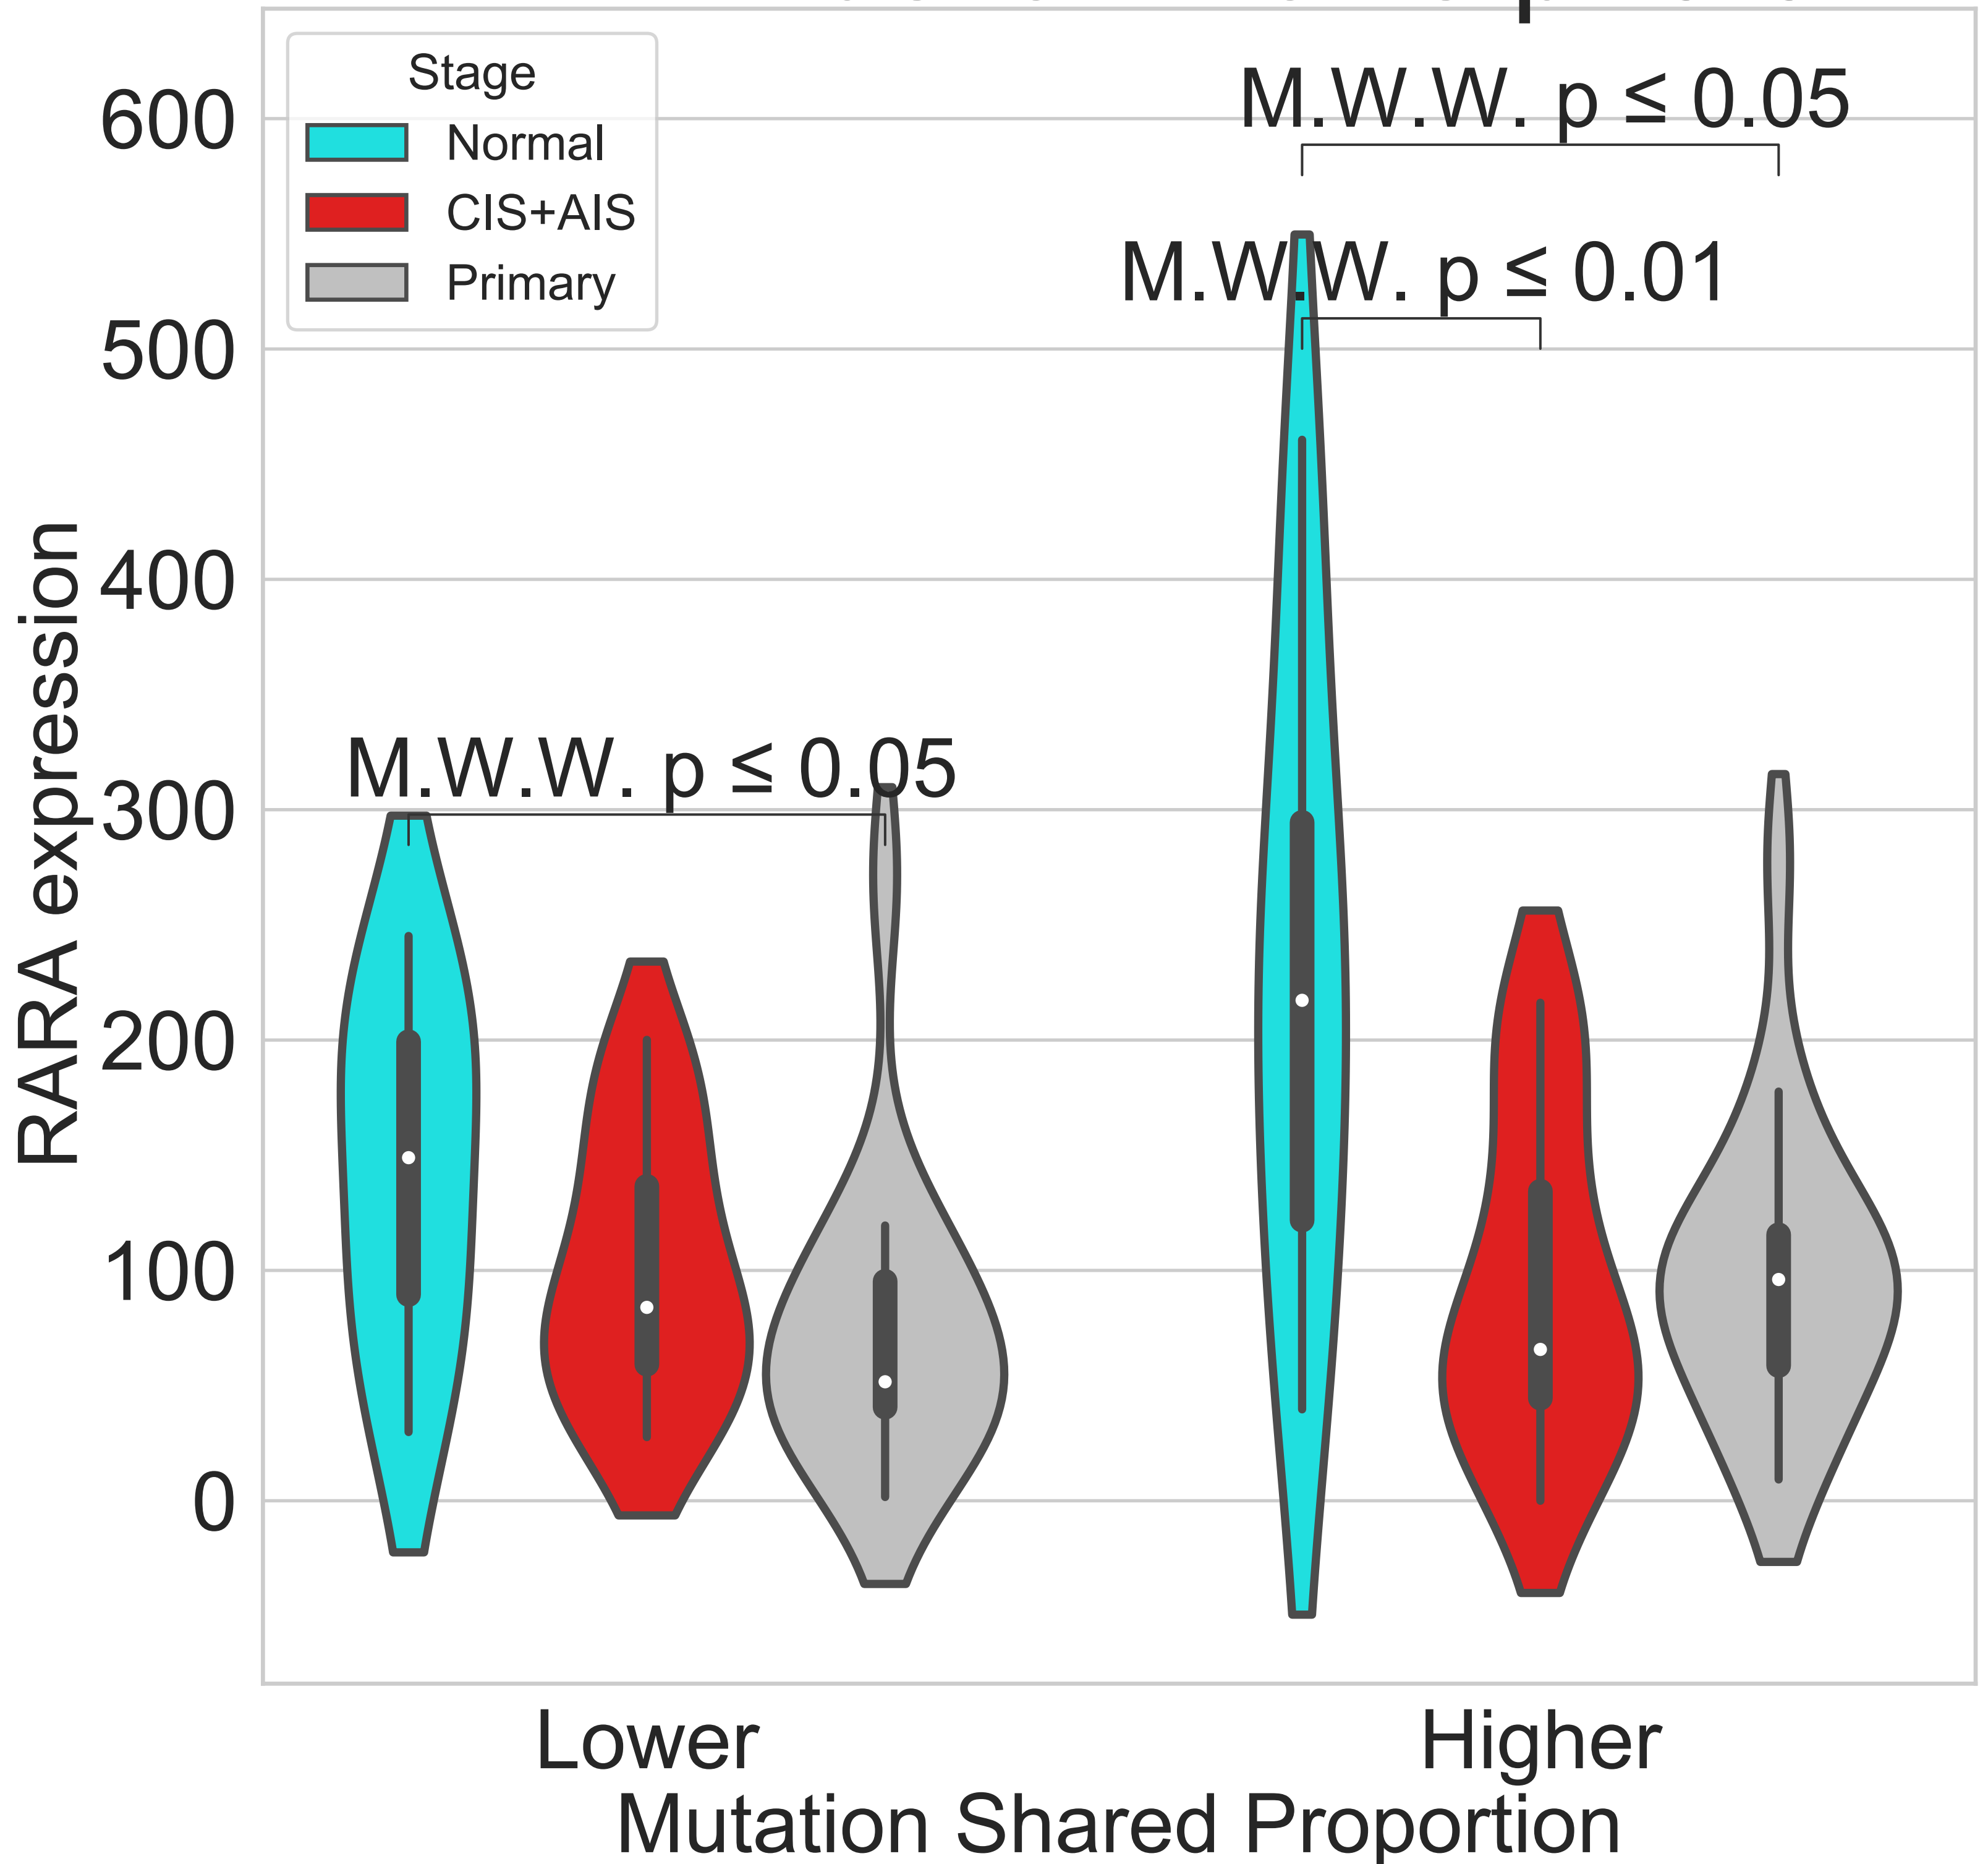 Stage
Normal
CIS+AIS
Primary
M.W.W. p ≤ 0.05
M.W.W. p ≤ 0.01
M.W.W. p ≤ 0.05
600
500
400
300
200
100
0
RARA expression
Lower
Higher
Mutation Shared Proportion